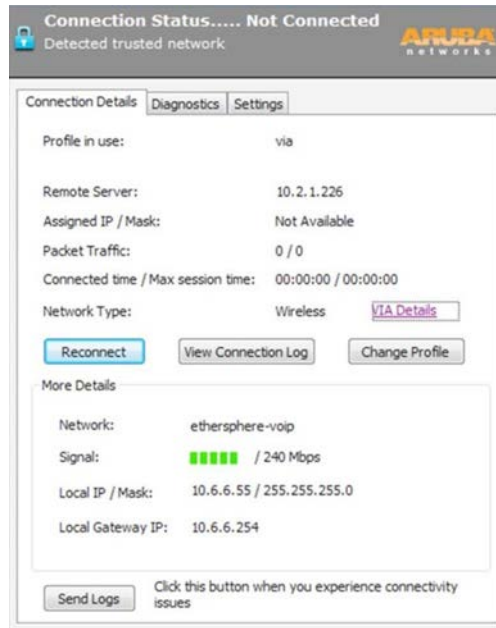 Connection Status..... Not Connected
Detected trusted network
ARUBA
networks
Connection Details Diagnostics Settings
Profile in use: via
Remote Server: 10.2.1.226
Assigned IP / Mask: Not Available
Packet Traffic: 0 / 0
Connected time / Max session time: 00:00:00 / 00:00:00
Network Type: Wireless VIA Details
Reconnect View Connection Log Change Profile
More Details
Network: ethersphere-voip
Signal: / 240 Mbps
Local IP / Mask: 10.6.6.55 / 255.255.255.0
Local Gateway IP: 10.6.6.254
Send Logs Click this button when you experience connectivity
issues